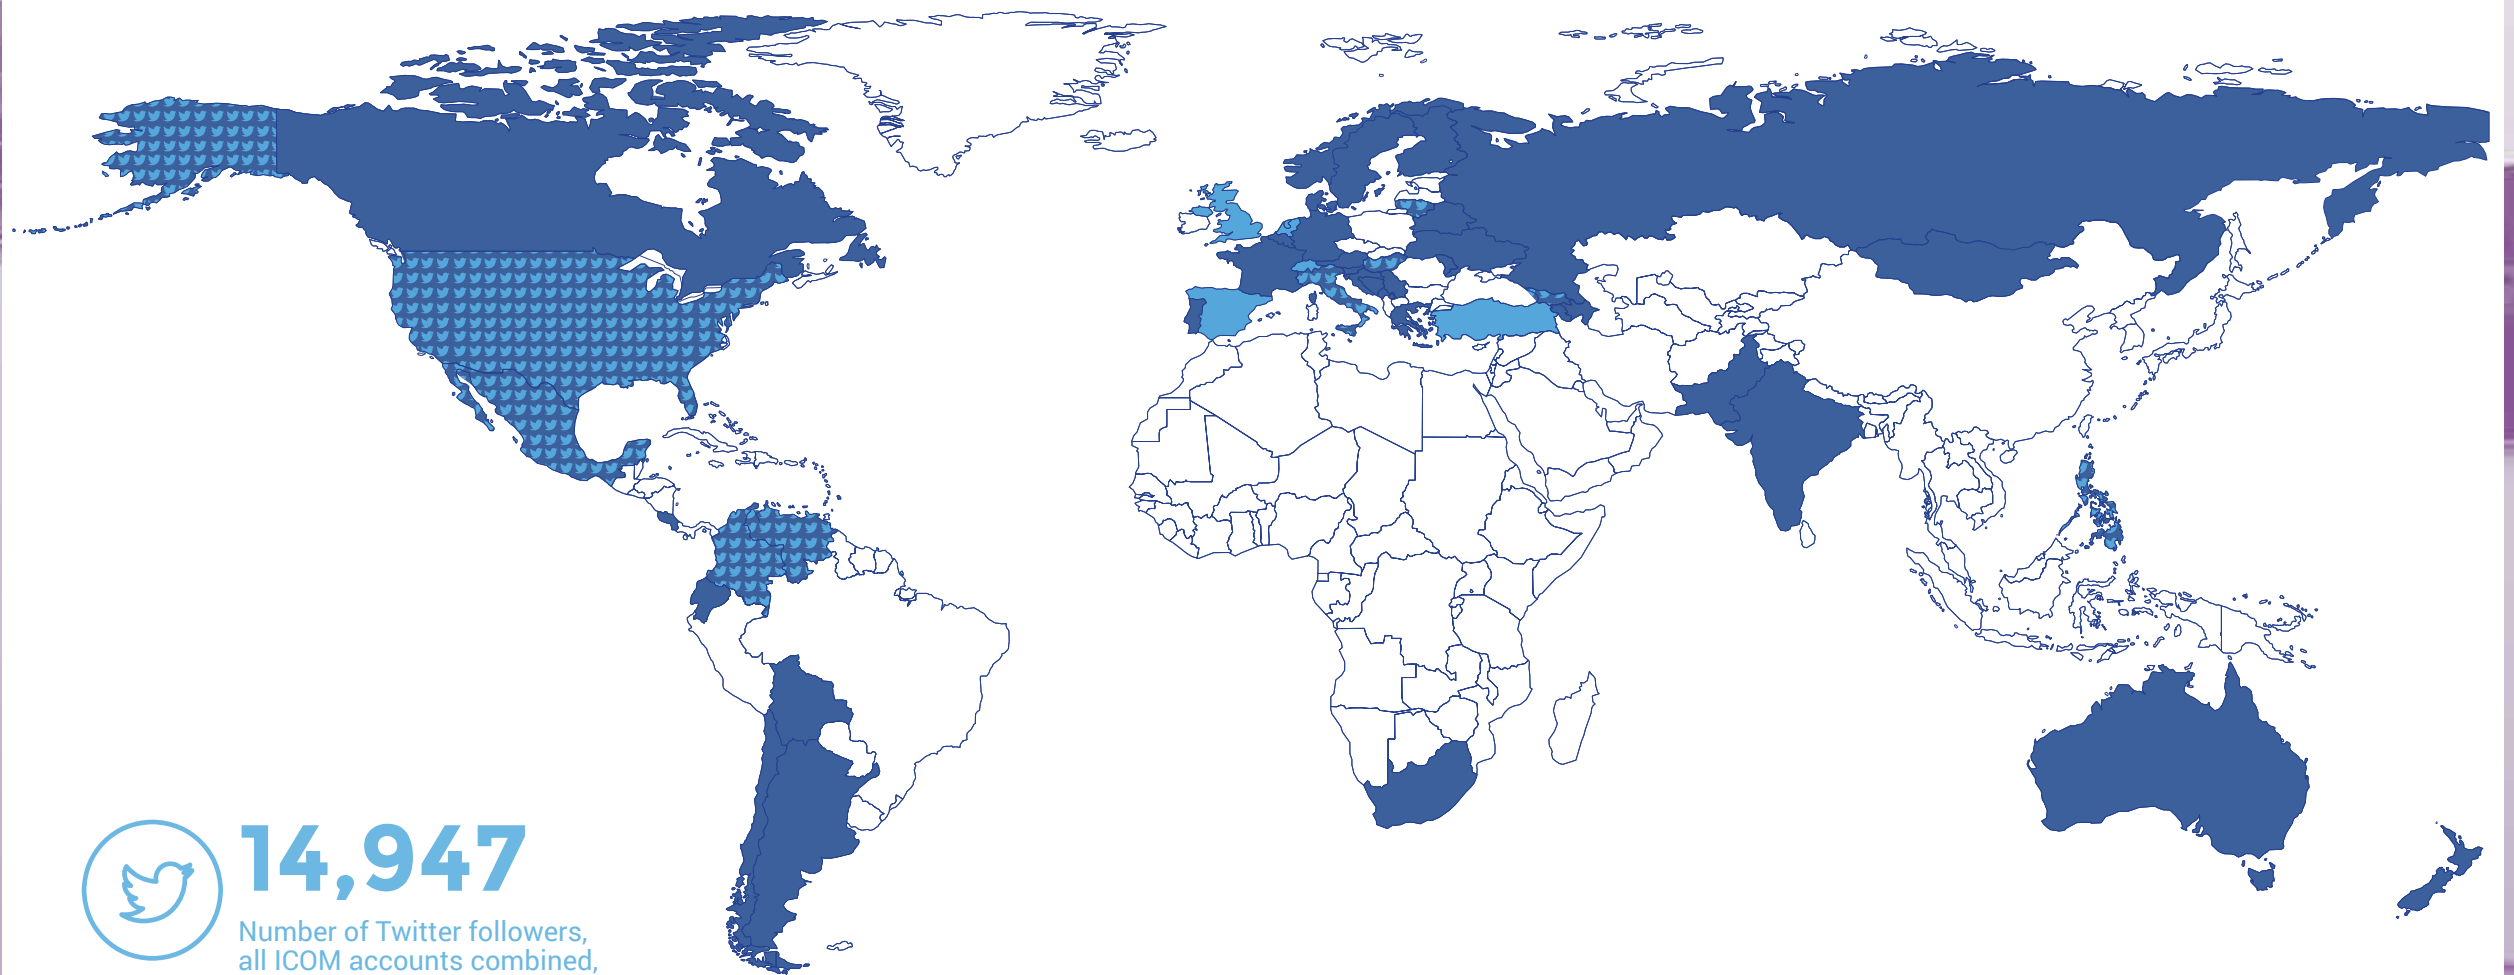 14,947
Number of Twitter followers,
all ICOM accounts combined,